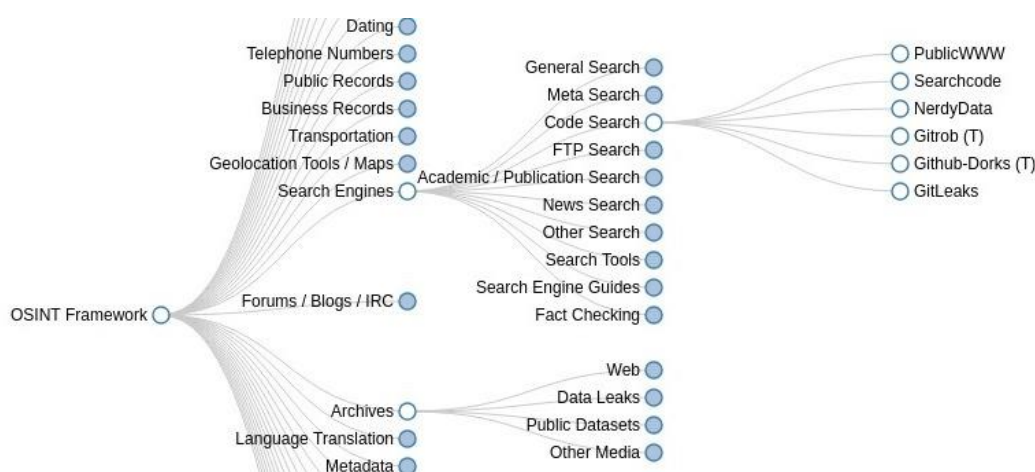 Dating
Telephone Numbers
Public Records
Business Records
Transportation
Geolocation Tools / Maps
Search Engines
OSINT Framework
Forums / Blogs / IRC
Archives
Language Translation
Metadata
General Search
Meta Search
Code Search
FTP Search
Academic / Publication Search
News Search
Other Search
Search Tools
Search Engine Guides
Fact Checking
Web
Data Leaks
Public Datasets
Other Media
PublicWWW
Searchcode
NerdyData
Gitrob (T)
Github-Dorks (T)
GitLeaks